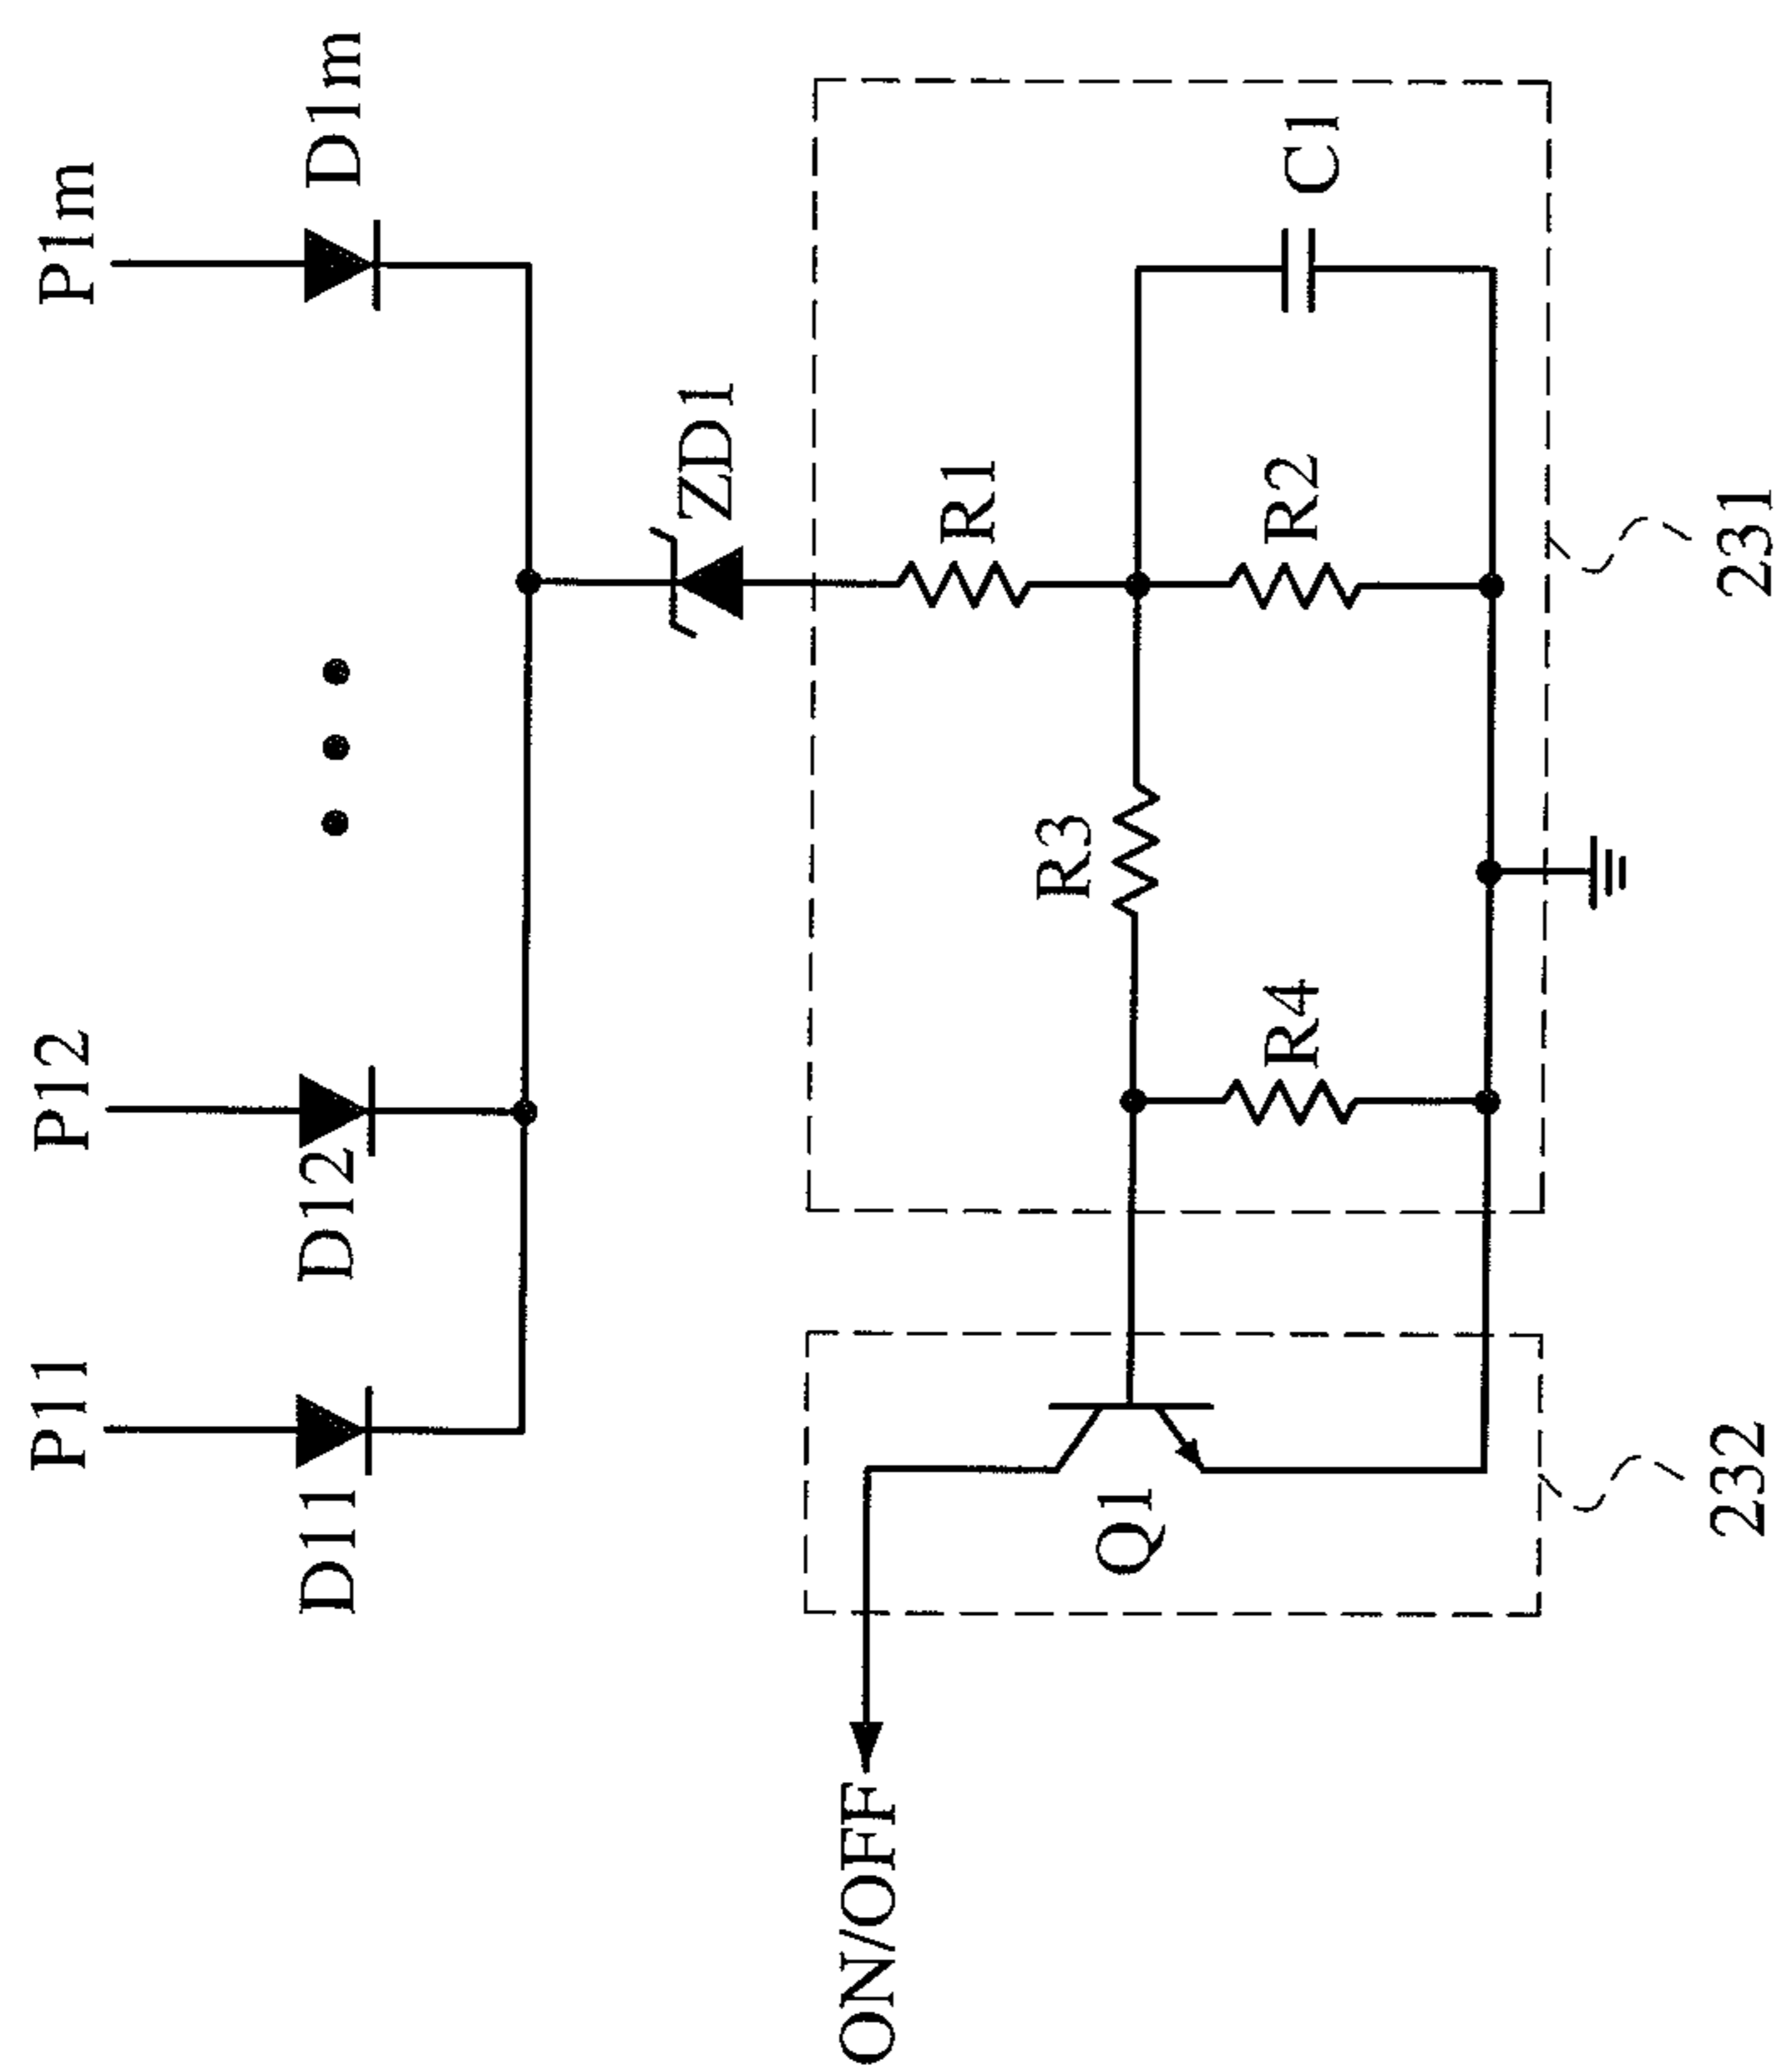 P11
P12
P1m
D11
D12
D1m
ZD1
R1
R3
R4
R2
C1
Q1
ON/OFF
232
231